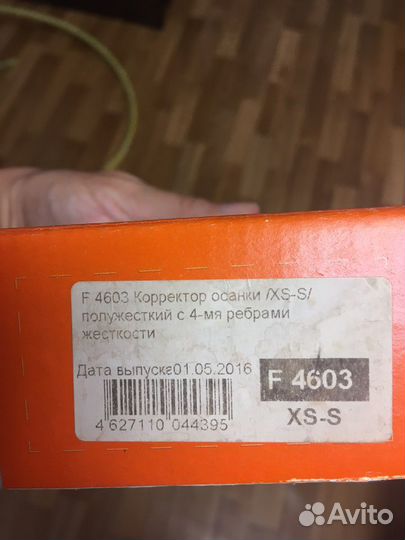 F 4603 Корректор осанки /XS-S/
полужесткий с 4-мя ребрами
жесткости
Дата выпуска01.05.2016
F 4603
XS-S
4 627110 044395
Avito